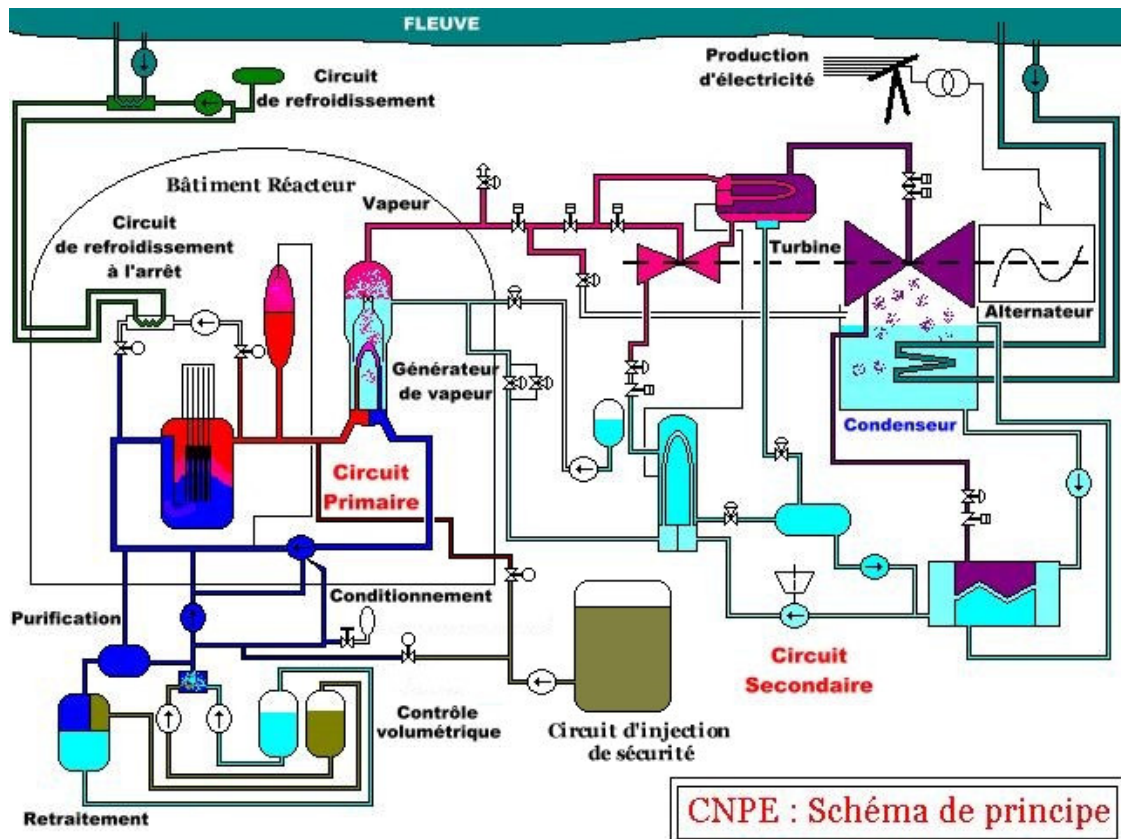 FLEUVE
Circuit
de refroidissement
Production
d'électricité
Bâtiment Réacteur
Vapeur
Circuit
de refroidissement
à l'arrêt
Turbine
Alternateur
Générateur
de vapeur
Condenseur
Circuit
Primaire
Purification
Conditionnement
Circuit
Secondaire
Contrôle
volumétrique
Circuit d'injection
de sécurité
Retraitement
CNPE : Schéma de principe